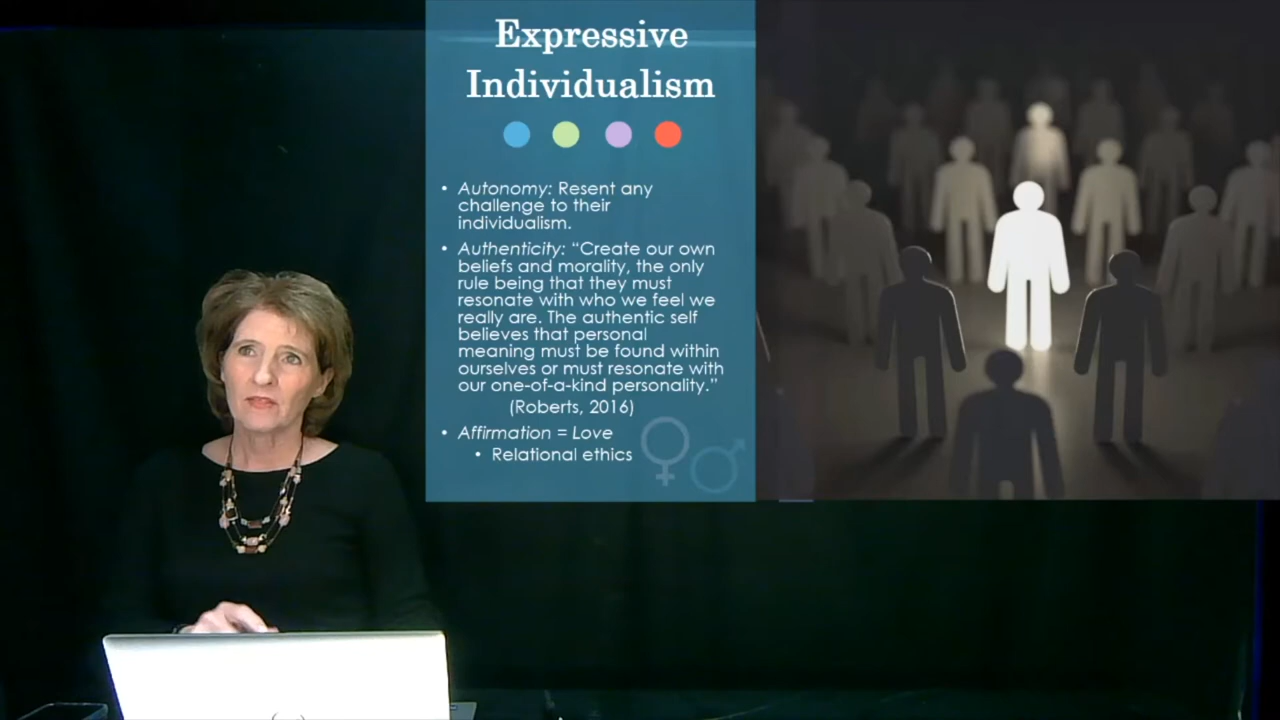 Expressive
Individualism
• Autonomy: Resent any
challenge to their
individualism.
• Authenticity: “Create our own
beliefs and morality, the only
rule being that they must
resonate with who we feel we
really are. The authentic self
believes that personal
meaning must be found within
ourselves or must resonate with
our one-of-a-kind personality.”
(Roberts, 2016)
• Affirmation = Love
• Relational ethics